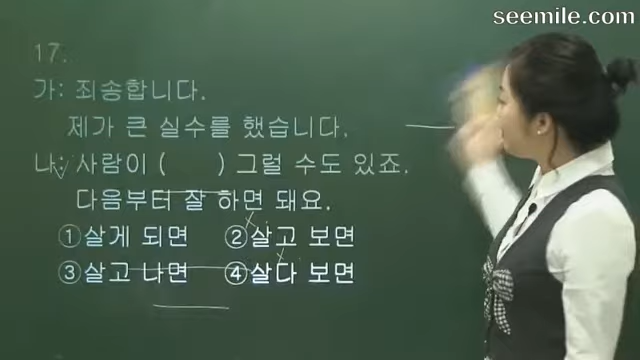 seemile.com
17.
가: 죄송합니다.
제가 큰 실수를 했습니다.
나: 사람이 ( ) 그럴 수도 있죠.
다음부터 잘 하면 돼요.
①살게 되면 ②살고 보면
③살고 나면 ④살다 보면